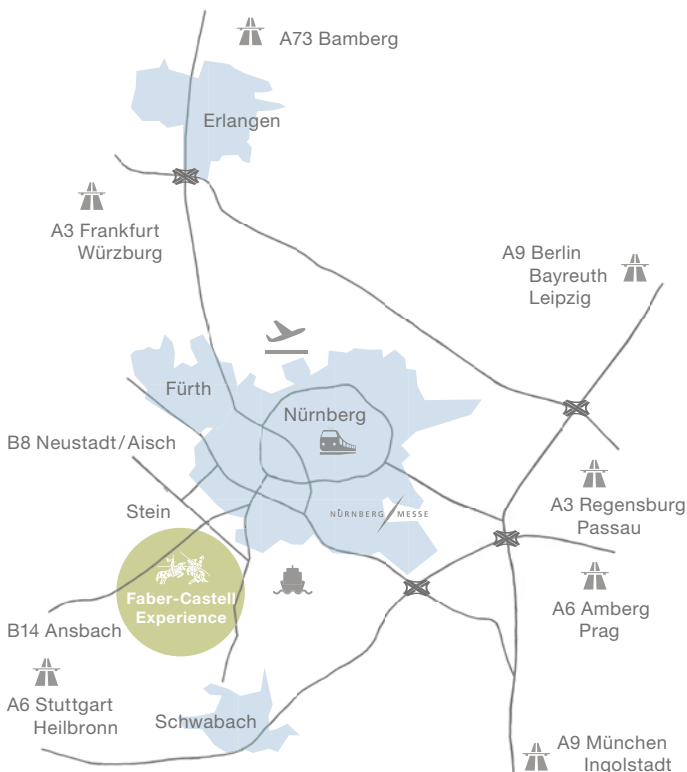 A73 Bamberg
Erlangen
A3 Frankfurt
Würzburg
A9 Berlin
Bayreuth
Leipzig
Fürth
Nürnberg
B8 Neustadt/Aisch
A3 Regensburg
Passau
Stein
NÜRNBERG MESSE
Faber-Castell
Experience
A6 Amberg
Prag
B14 Ansbach
A6 Stuttgart
Heilbronn
Schwabach
A9 München
Ingolstadt